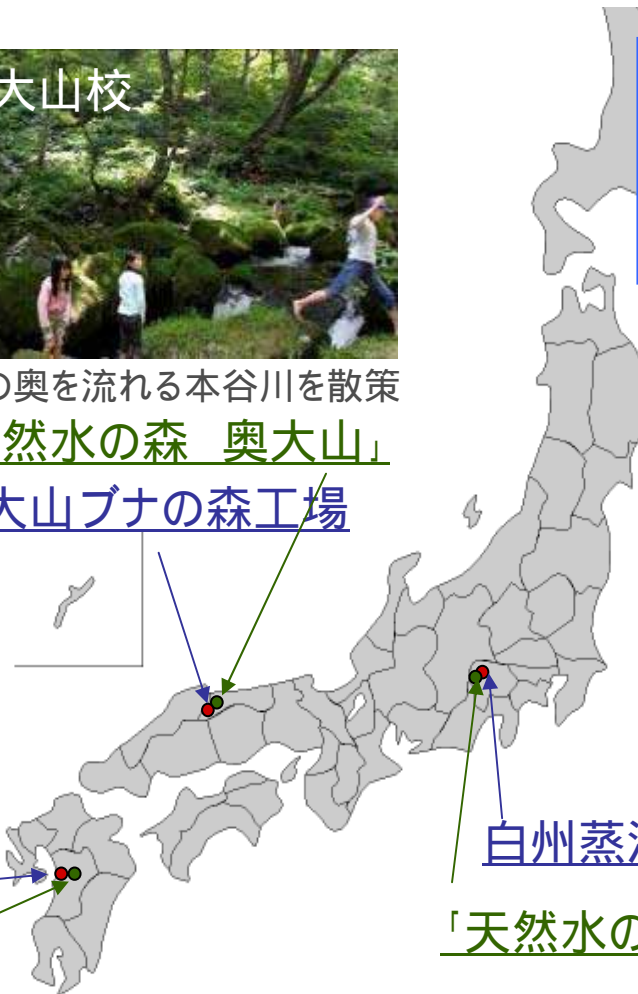 大山校
の奥を流れる本谷川を散策
然水の森　奥大山」
大山ブナの森工場
白州蒸
「天然水の